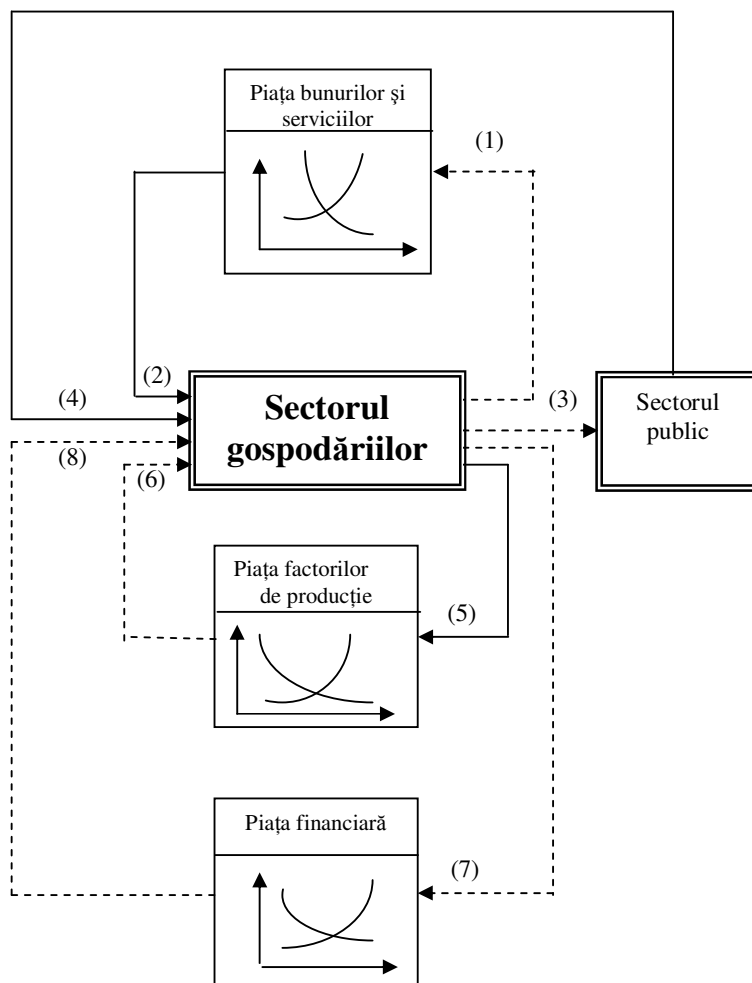 Piața bunurilor şi
serviciilor
(1)
(2)
(4)
Sectorul
gospodăriilor
(3)
Sectorul
public
(8)
(6)
Piața factorilor
de producție
(5)
Piața financiară
(7)